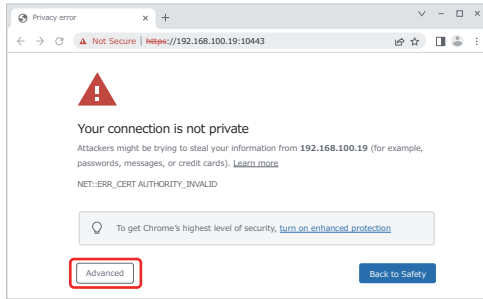 Privacy error
Not Secure | https://192.168.100.19:10443
Your connection is not private
Attackers might be trying to steal your information from 192.168.100.19 (for example,
passwords, messages, or credit cards). Learn more
NET::ERR_CERT AUTHORITY_INVALID
To get Chrome's highest level of security, turn on enhanced protection
Advanced
Back to Safety